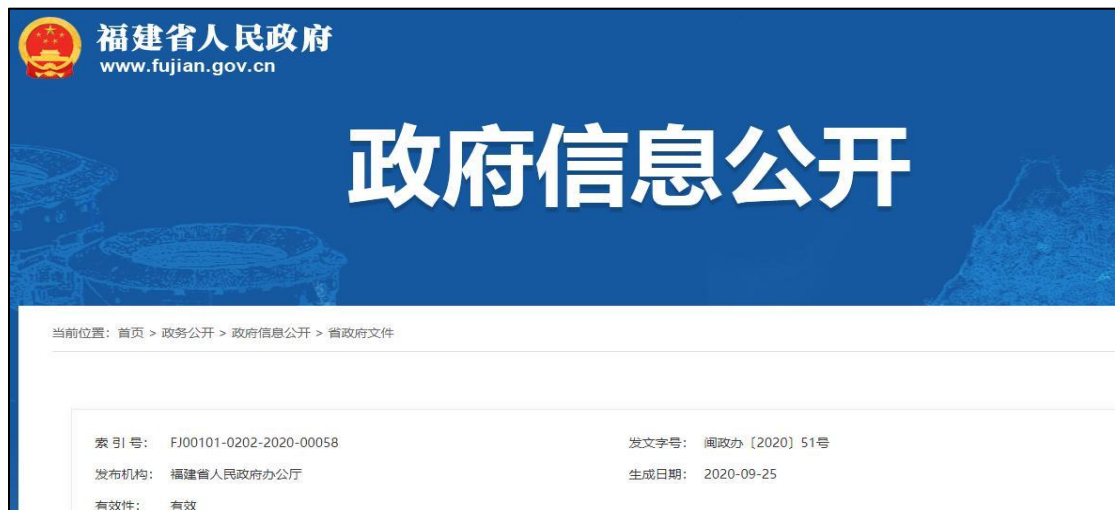 福建省人民政府
www.fujian.gov.cn
政府信息公开
当前位置：首页 > 政务公开 > 政府信息公开 > 省政府文件
索 引 号： FJ00101-0202-2020-00058
发文字号： 闽政办〔2020〕51号
发布机构： 福建省人民政府办公厅
生成日期： 2020-09-25
有效性： 有效